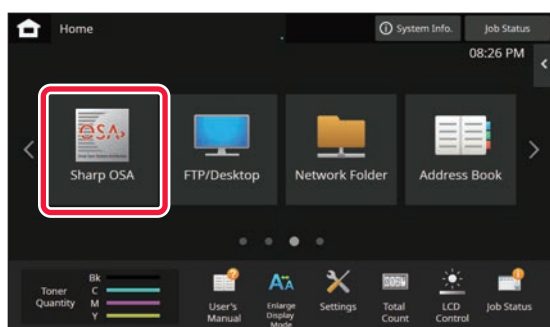 Home
System Info.
Job Status
08:26 PM
OSA
Sharp OSA
FTP/Desktop
Network Folder
Address Book
Toner
Quantity
Bk
C
M
Y
User's
Manual
Enlarge
Display
Mode
Settings
Total
Count
LCD
Control
Job Status